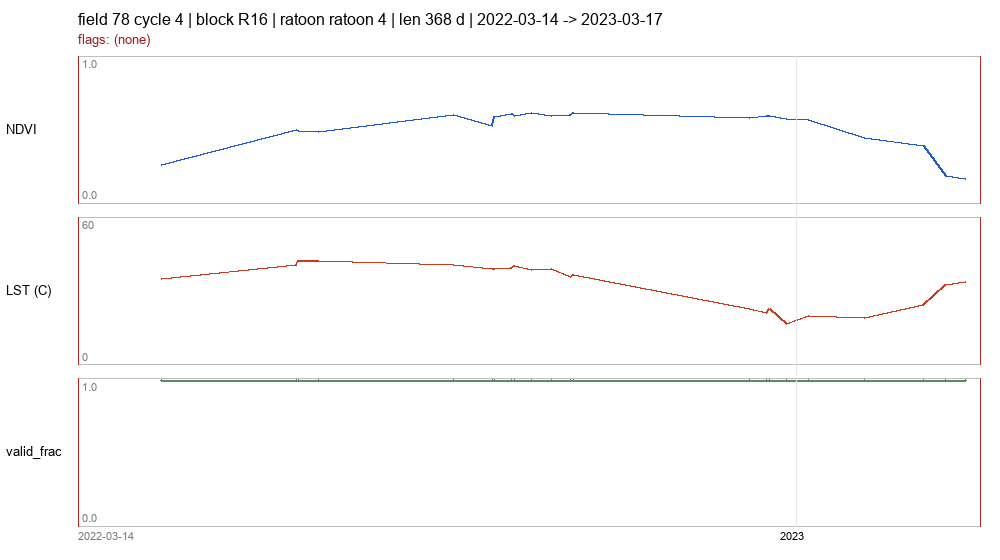 field 78 cycle 4 | block R16 | ratoon ratoon 4 | len 368 d | 2022-03-14 -> 2023-03-17
flags: (none)
1.0
NDVI
0.0
60
LST (C)
0
1.0
valid_frac
0.0
2022-03-14
2023